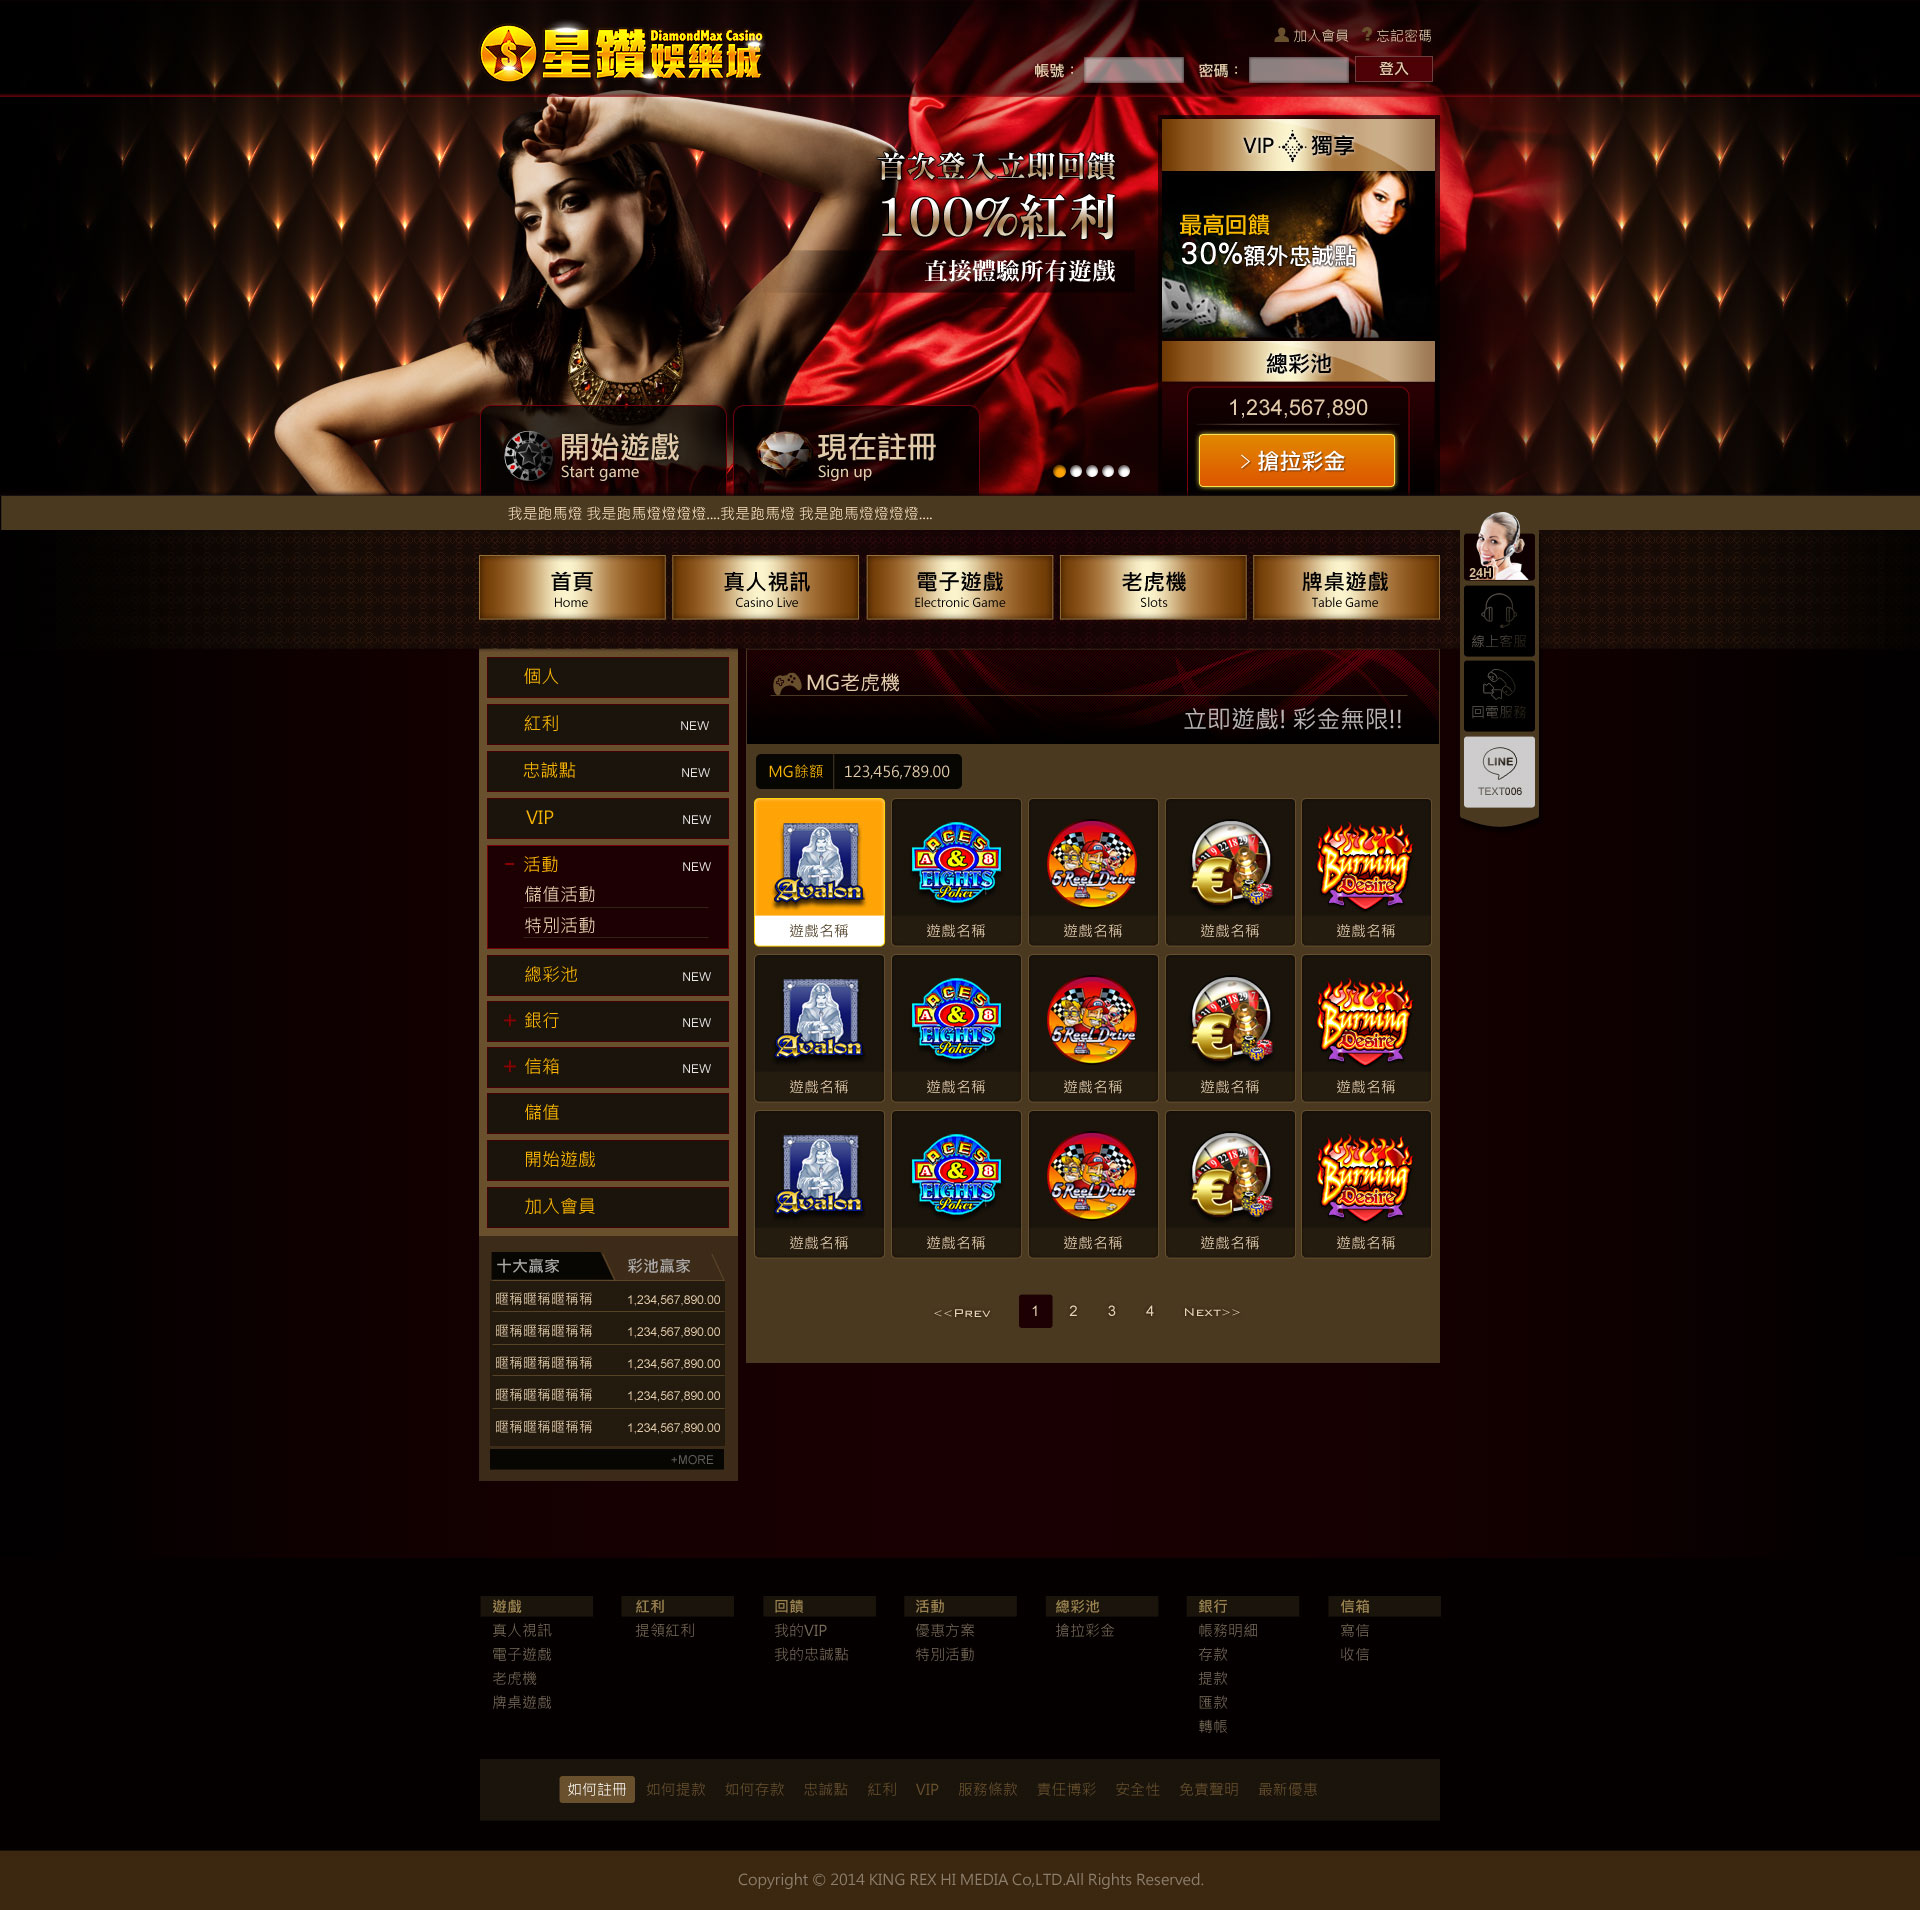 星鑽娛樂城 DiamondMax Casino
加入會員 ? 忘記密碼
帳號： 密碼： 登入
首次登入立即回饋
100%紅利
直接體驗所有遊戲
VIP 獨享
最高回饋
30%額外忠誠點
總彩池
1,234,567,890
> 搶拉彩金
開始遊戲
Start game
現在註冊
Sign up
我是跑馬燈 我是跑馬燈燈燈燈....我是跑馬燈 我是跑馬燈燈燈燈....
首頁
Home
真人視訊
Casino Live
電子遊戲
Electronic Game
老虎機
Slots
牌桌遊戲
Table Game
24H
線上客服
回電服務
LINE
TEXT006
個人
紅利 NEW
忠誠點 NEW
VIP NEW
− 活動 NEW
儲值活動
特別活動
總彩池 NEW
+ 銀行 NEW
+ 信箱 NEW
儲值
開始遊戲
加入會員
十大贏家 彩池贏家
暱稱暱稱暱稱稱 1,234,567,890.00
暱稱暱稱暱稱稱 1,234,567,890.00
暱稱暱稱暱稱稱 1,234,567,890.00
暱稱暱稱暱稱稱 1,234,567,890.00
暱稱暱稱暱稱稱 1,234,567,890.00
+MORE
MG老虎機
立即遊戲! 彩金無限!!
MG餘額 123,456,789.00
Avalon
ACES A & 8 EIGHTS Poker
5 Reel Drive
Burning Desire
遊戲名稱 遊戲名稱 遊戲名稱 遊戲名稱 遊戲名稱
Avalon
ACES A & 8 EIGHTS Poker
5 Reel Drive
Burning Desire
遊戲名稱 遊戲名稱 遊戲名稱 遊戲名稱 遊戲名稱
Avalon
ACES A & 8 EIGHTS Poker
5 Reel Drive
Burning Desire
遊戲名稱 遊戲名稱 遊戲名稱 遊戲名稱 遊戲名稱
<<Prev 1 2 3 4 Next>>
遊戲
真人視訊
電子遊戲
老虎機
牌桌遊戲
紅利
提領紅利
回饋
我的VIP
我的忠誠點
活動
優惠方案
特別活動
總彩池
搶拉彩金
銀行
帳務明細
存款
提款
匯款
轉帳
信箱
寫信
收信
如何註冊 如何提款 如何存款 忠誠點 紅利 VIP 服務條款 責任博彩 安全性 免責聲明 最新優惠
Copyright © 2014 KING REX HI MEDIA Co,LTD.All Rights Reserved.